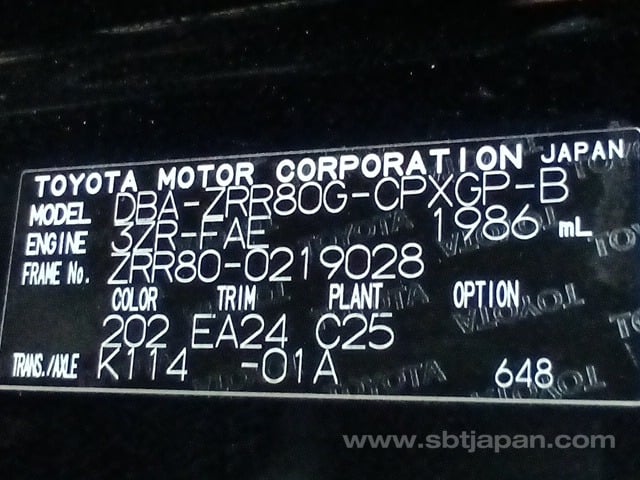 TOYOTA MOTOR CORPORATION JAPAN
MODEL DBA-ZRR80G-CPXGP-B
ENGINE 3ZR-FAE 1986 mL
FRAME No. ZRR80-0219028
COLOR TRIM PLANT OPTION
202 EA24 C25
TRANS./AXLE K114 -01A 648
www.sbtjapan.com